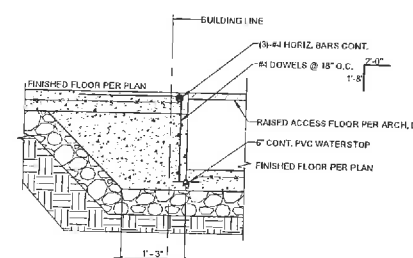 BUILDING LINE
(3)-#4 HORIZ. BARS CONT.
#4 DOWELS @ 18" O.C.
2'-0"
1'-8"
FINISHED FLOOR PER PLAN
RAISED ACCESS FLOOR PER ARCH.
6" CONT. PVC WATERSTOP
FINISHED FLOOR PER PLAN
1'-3"